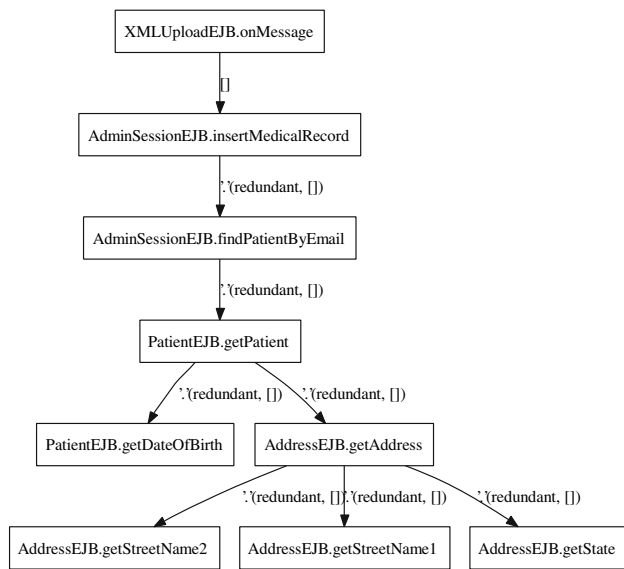 XMLUploadEJB.onMessage
[]
AdminSessionEJB.insertMedicalRecord
'.'(redundant, [])
AdminSessionEJB.findPatientByEmail
'.'(redundant, [])
PatientEJB.getPatient
'.'(redundant, []) '.'(redundant, [])
PatientEJB.getDateOfBirth AddressEJB.getAddress
'.'(redundant, []) '.'(redundant, []) '.'(redundant, [])
AddressEJB.getStreetName2 AddressEJB.getStreetName1 AddressEJB.getState